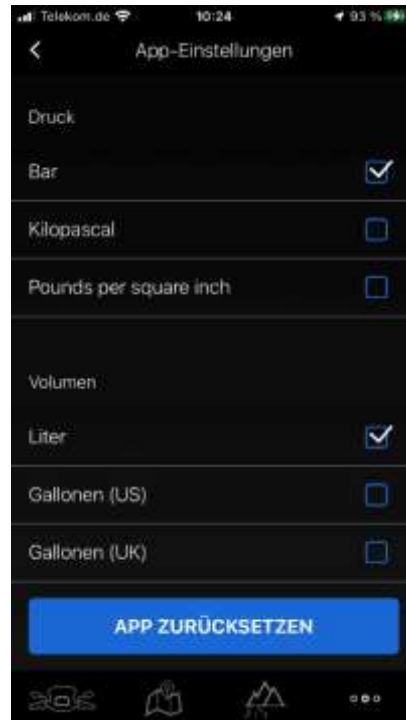 Telekom.de 10:24 93 %
App-Einstellungen
Druck
Bar
Kilopascal
Pounds per square inch
Volumen
Liter
Gallonen (US)
Gallonen (UK)
APP ZURÜCKSETZEN